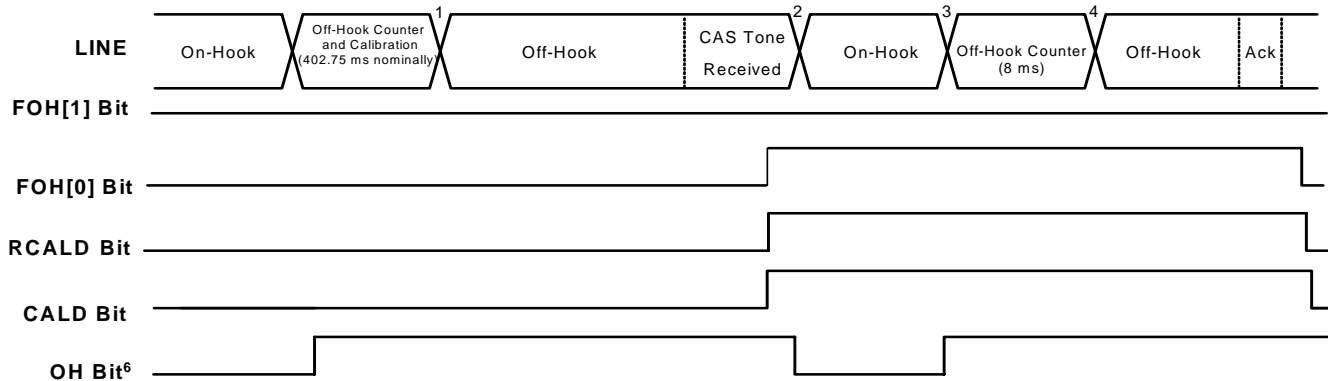 1 2 3 4
LINE
On-Hook
Off-Hook Counter
and Calibration
(402.75 ms nominally)
Off-Hook
CAS Tone
Received
On-Hook
Off-Hook Counter
(8 ms)
Off-Hook
Ack
FOH[1] Bit
FOH[0] Bit
RCALD Bit
CALD Bit
OH Bit⁶